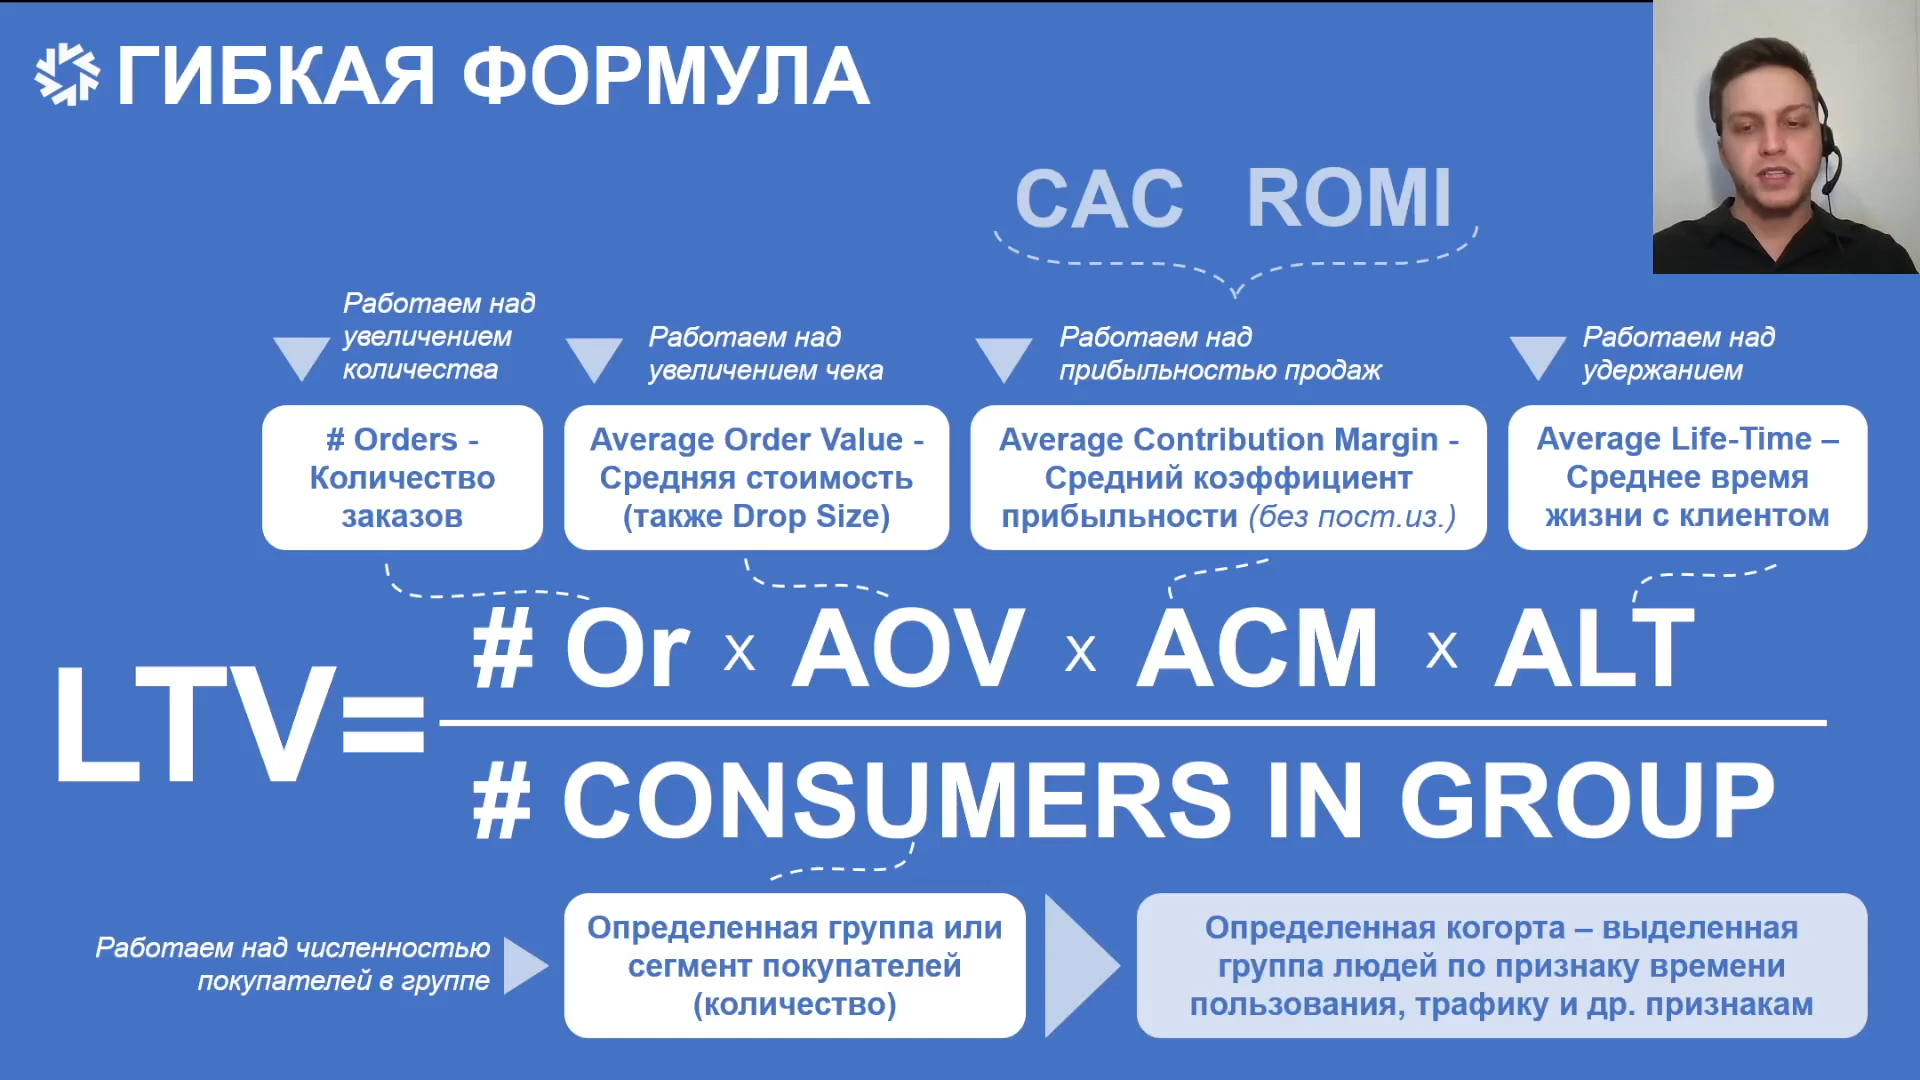 ГИБКАЯ ФОРМУЛА
CAC ROMI
Работаем над
увеличением
количества
Работаем над
увеличением чека
Работаем над
прибыльностью продаж
Работаем над
удержанием
# Orders -
Количество
заказов
Average Order Value -
Средняя стоимость
(также Drop Size)
Average Contribution Margin -
Средний коэффициент
прибыльности (без пост.из.)
Average Life-Time –
Среднее время
жизни с клиентом
LTV=
# Or x AOV x ACM x ALT
# CONSUMERS IN GROUP
Работаем над численностью
покупателей в группе
Определенная группа или
сегмент покупателей
(количество)
Определенная когорта – выделенная
группа людей по признаку времени
пользования, трафику и др. признакам